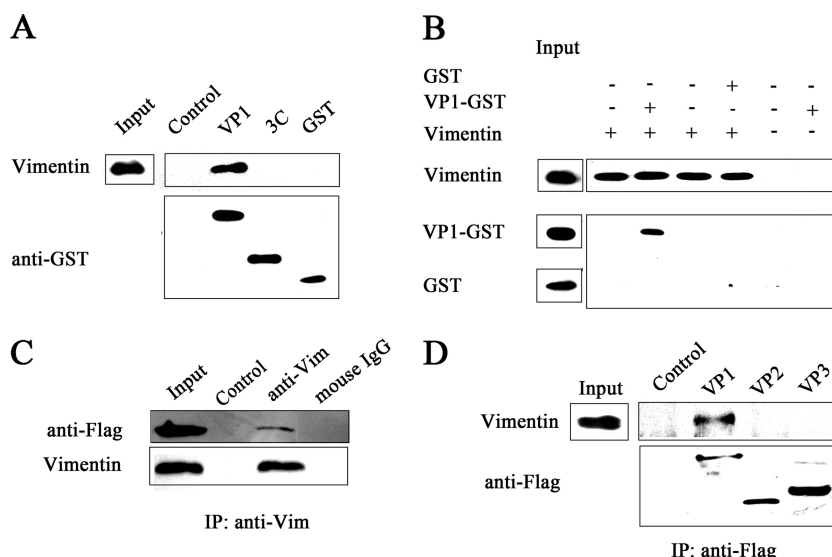 A
Input Control VP1 3C GST
Vimentin
anti-GST
B
Input
GST - - - + - -
VP1-GST - + - - - +
Vimentin + + + + - -
Vimentin
VP1-GST
GST
C
Input Control anti-Vim mouse IgG
anti-Flag
Vimentin
IP: anti-Vim
D
Input Control VP1 VP2 VP3
Vimentin
anti-Flag
IP: anti-Flag